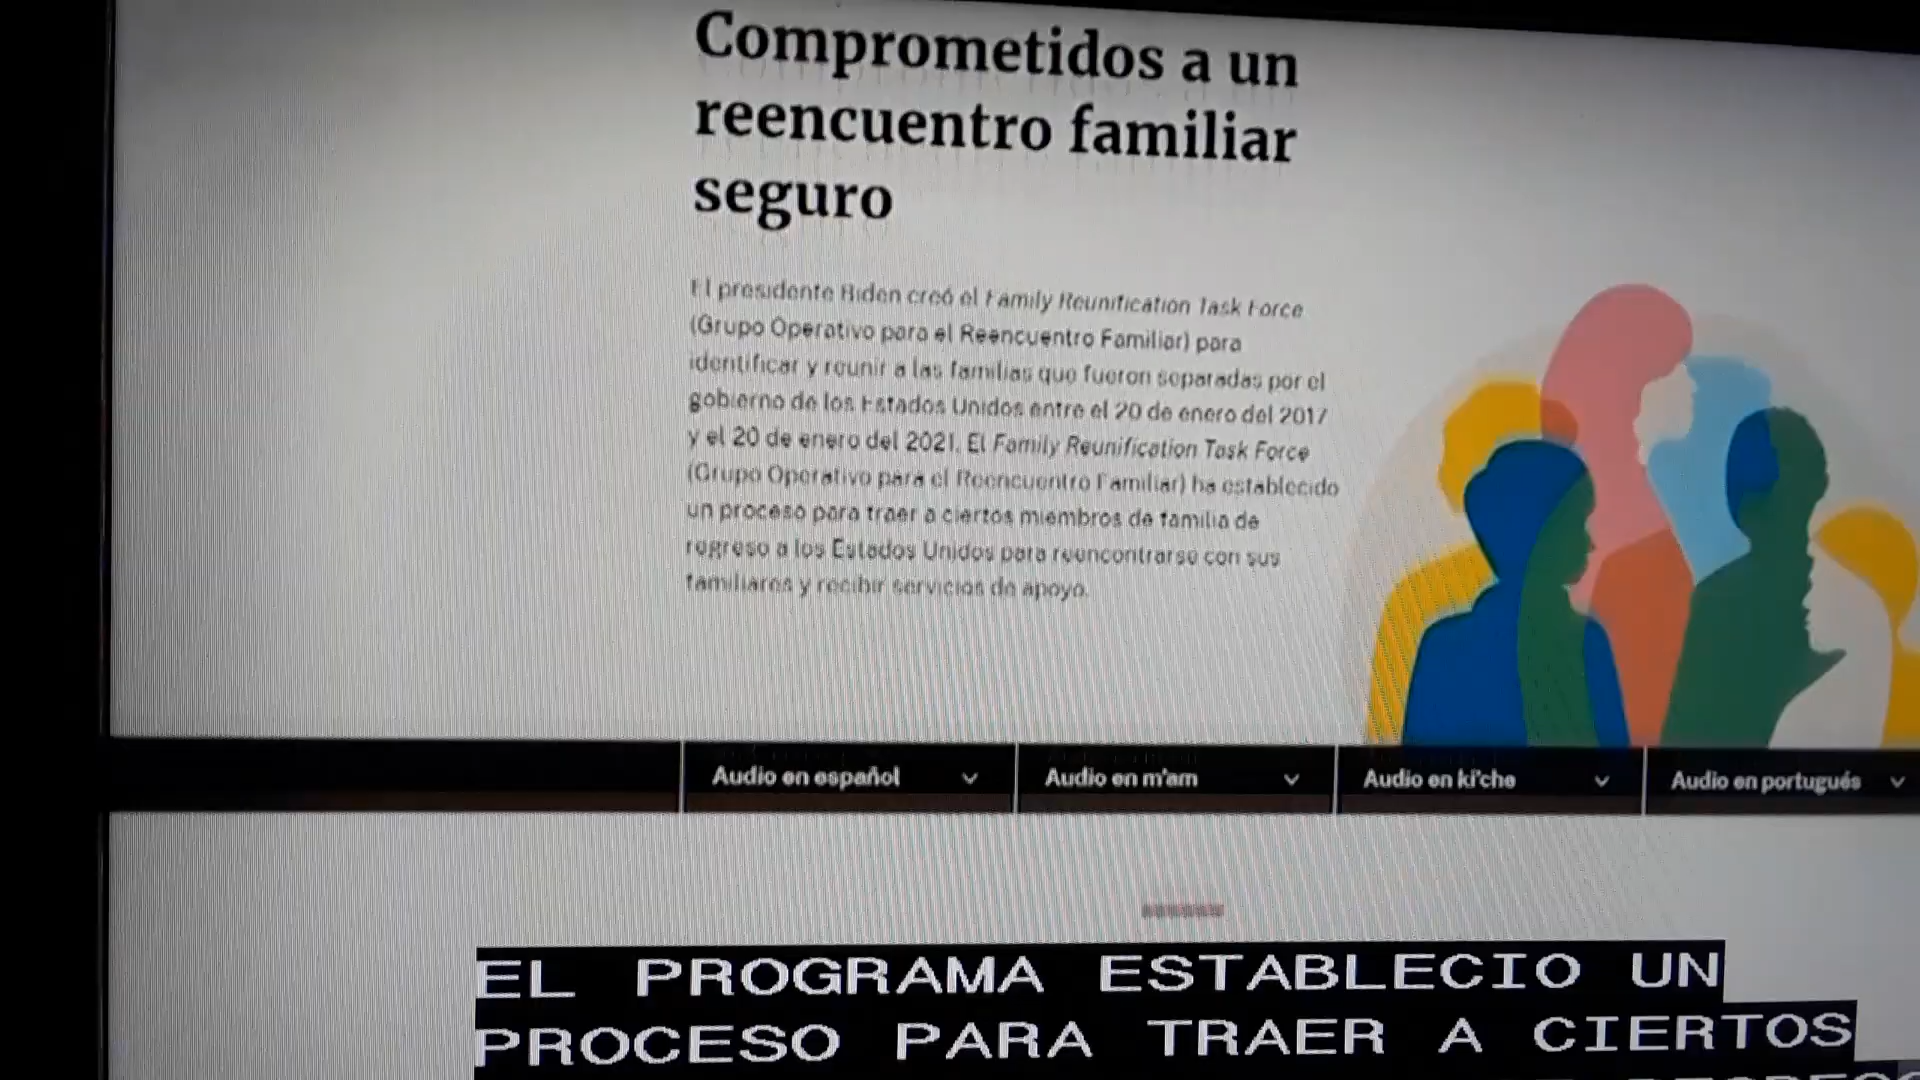 Comprometidos a un
reencuentro familiar
seguro
El presidente Biden creó el Family Reunification Task Force
(Grupo Operativo para el Reencuentro Familiar) para
identificar y reunir a las familias que fueron separadas por el
gobierno de los Estados Unidos entre el 20 de enero del 2017
y el 20 de enero del 2021. El Family Reunification Task Force
(Grupo Operativo para el Reencuentro Familiar) ha establecido
un proceso para traer a ciertos miembros de familia de
regreso a los Estados Unidos para reencontrarse con sus
familiares y recibir servicios de apoyo.
Audio en español
Audio en m'am
Audio en ki'che
Audio en portugués
EL PROGRAMA ESTABLECIO UN
PROCESO PARA TRAER A CIERTOS